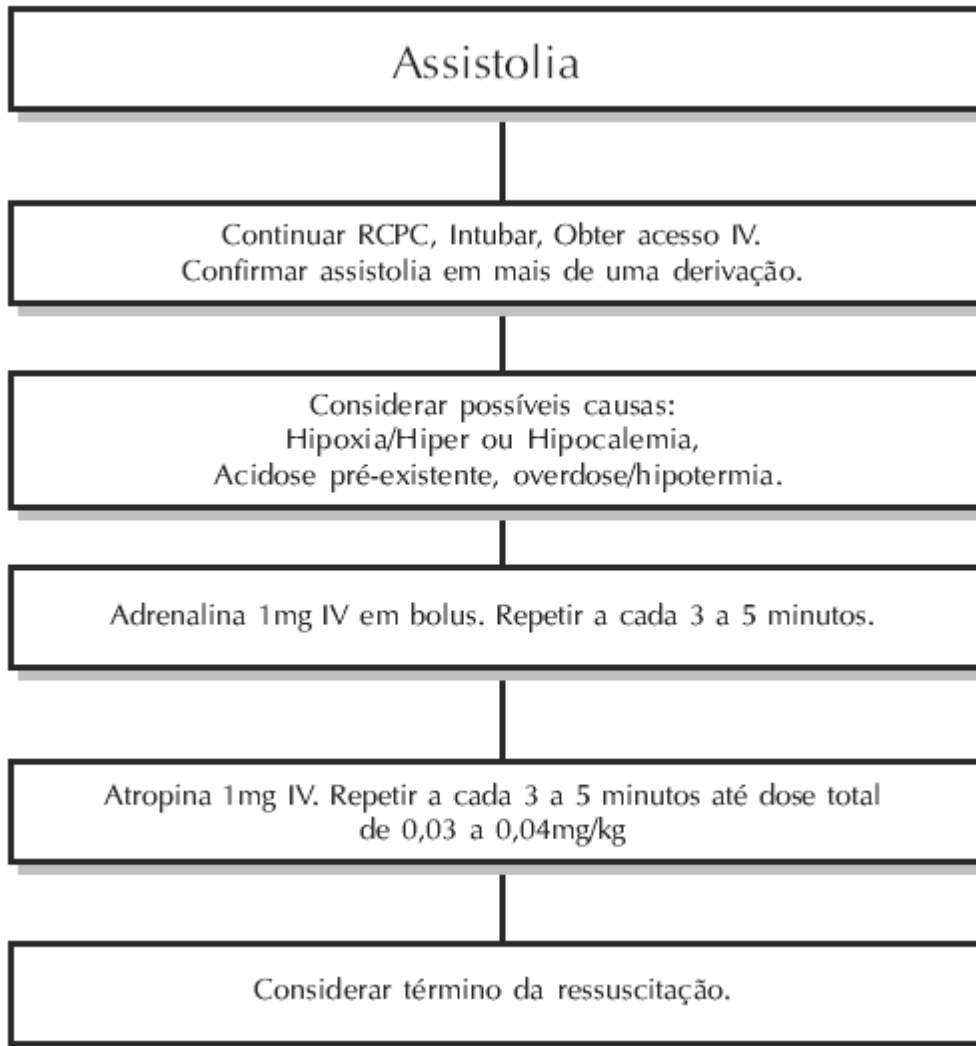 Assistolia
Continuar RCPC, Intubar, Obter acesso IV.
Confirmar assistolia em mais de uma derivação.
Considerar possíveis causas:
Hipoxia/Hiper ou Hipocalemia,
Acidose pré-existente, overdose/hipotermia.
Adrenalina 1mg IV em bolus. Repetir a cada 3 a 5 minutos.
Atropina 1mg IV. Repetir a cada 3 a 5 minutos até dose total
de 0,03 a 0,04mg/kg
Considerar término da ressuscitação.